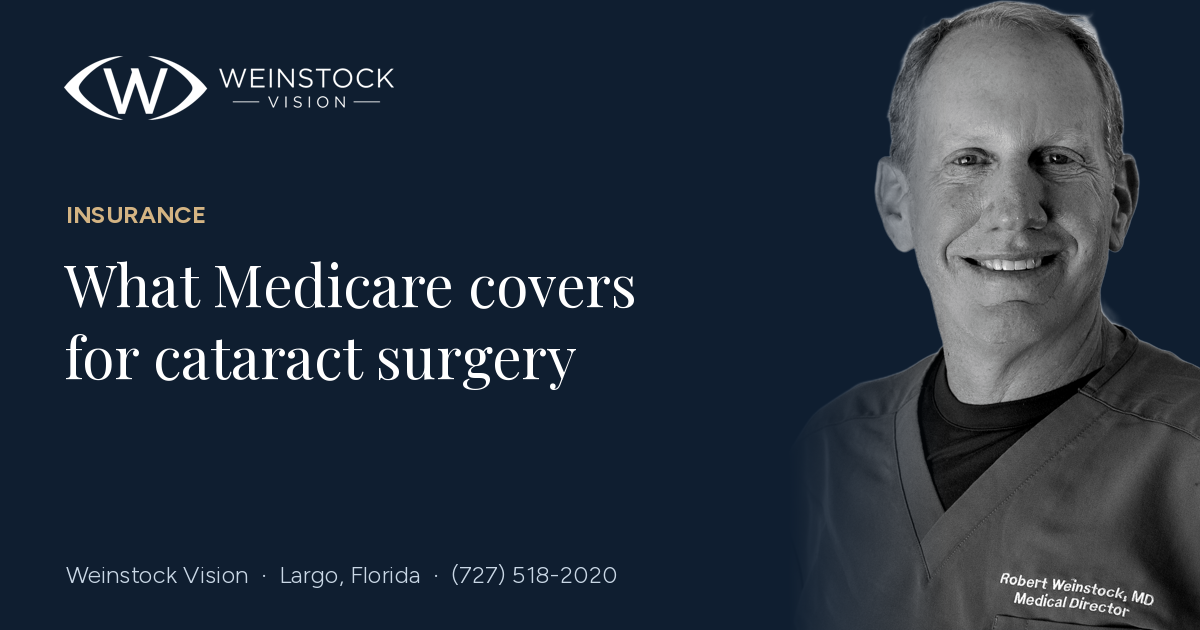 W WEINSTOCK
VISION
INSURANCE
What Medicare covers
for cataract surgery
Weinstock Vision · Largo, Florida · (727) 518-2020
Robert Weinstock, MD
Medical Director